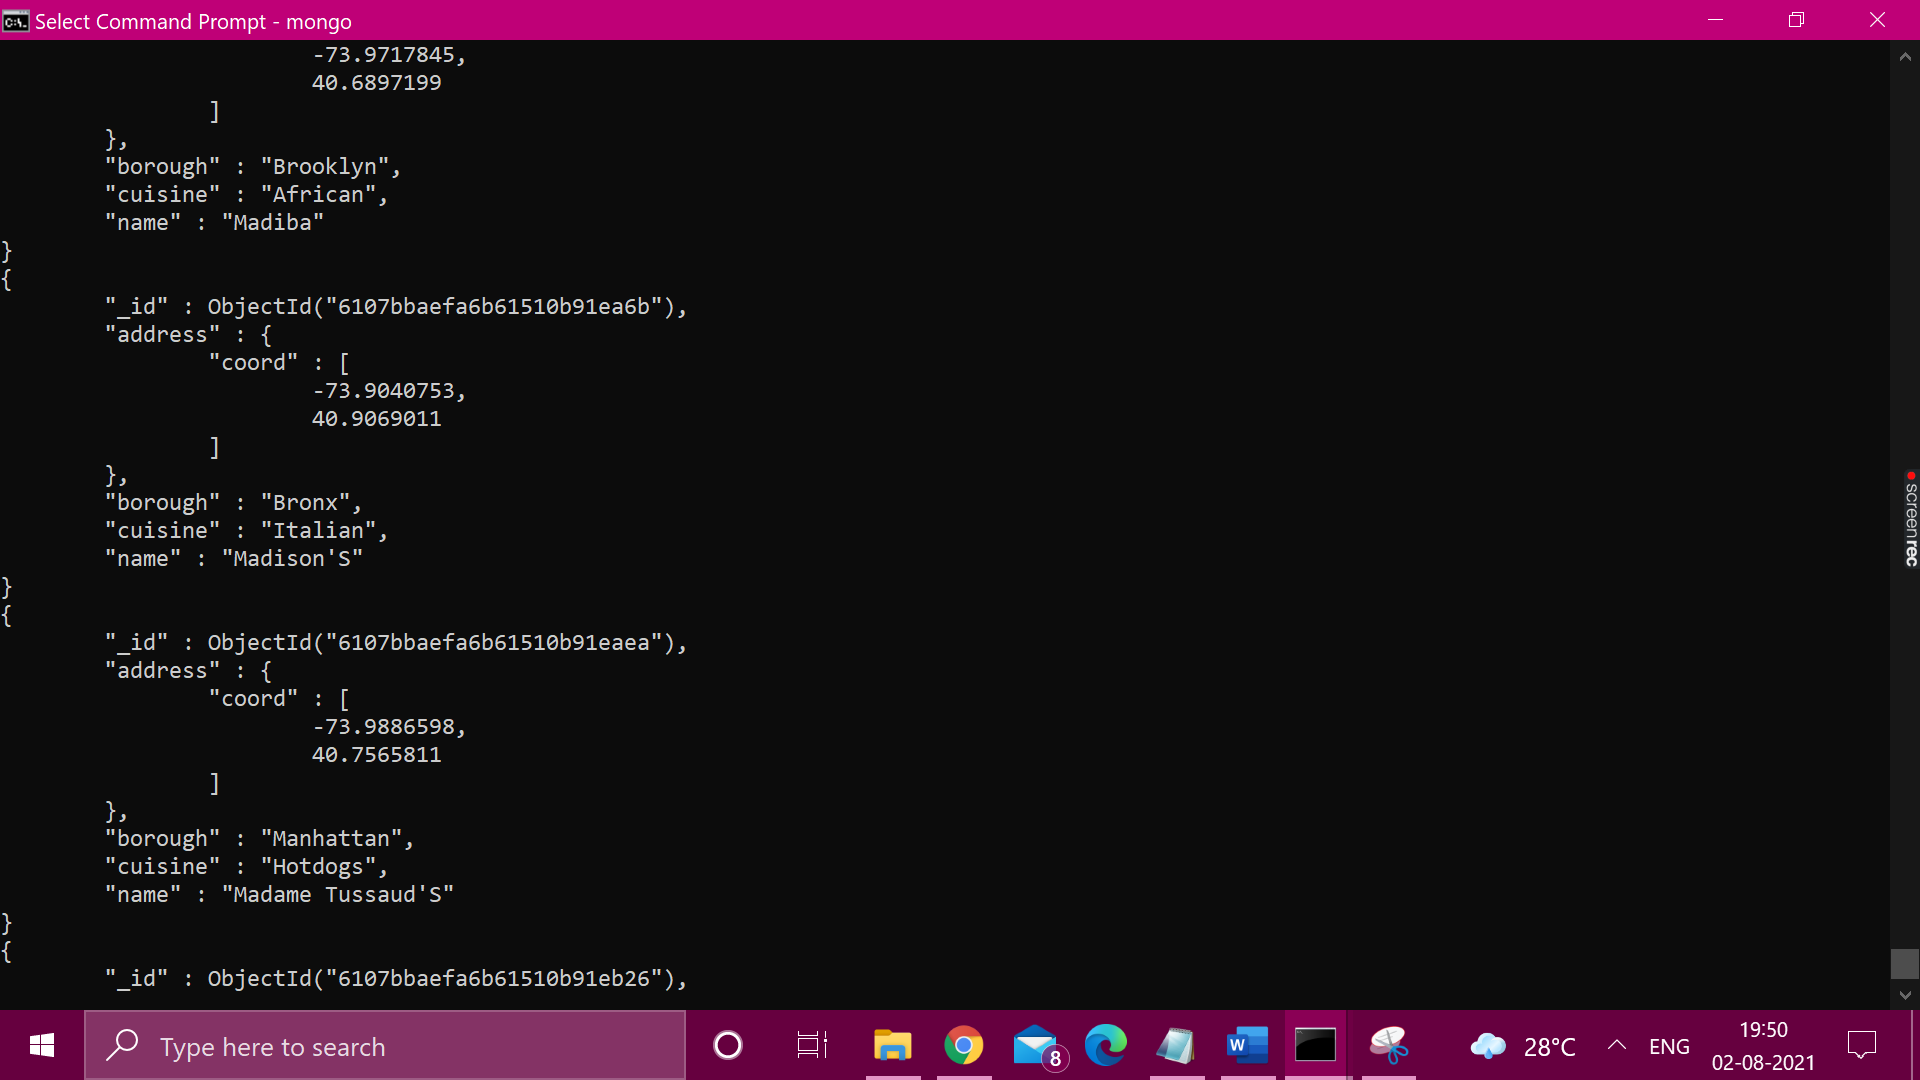 Select Command Prompt - mongo
-73.9717845,
40.6897199
]
},
"borough" : "Brooklyn",
"cuisine" : "African",
"name" : "Madiba"
}
{
"_id" : ObjectId("6107bbaefa6b61510b91ea6b"),
"address" : {
"coord" : [
-73.9040753,
40.9069011
]
},
"borough" : "Bronx",
"cuisine" : "Italian",
"name" : "Madison'S"
}
{
"_id" : ObjectId("6107bbaefa6b61510b91eaea"),
"address" : {
"coord" : [
-73.9886598,
40.7565811
]
},
"borough" : "Manhattan",
"cuisine" : "Hotdogs",
"name" : "Madame Tussaud'S"
}
{
"_id" : ObjectId("6107bbaefa6b61510b91eb26"),
screenrec
Type here to search
8
W
28°C
ENG
19:50
02-08-2021